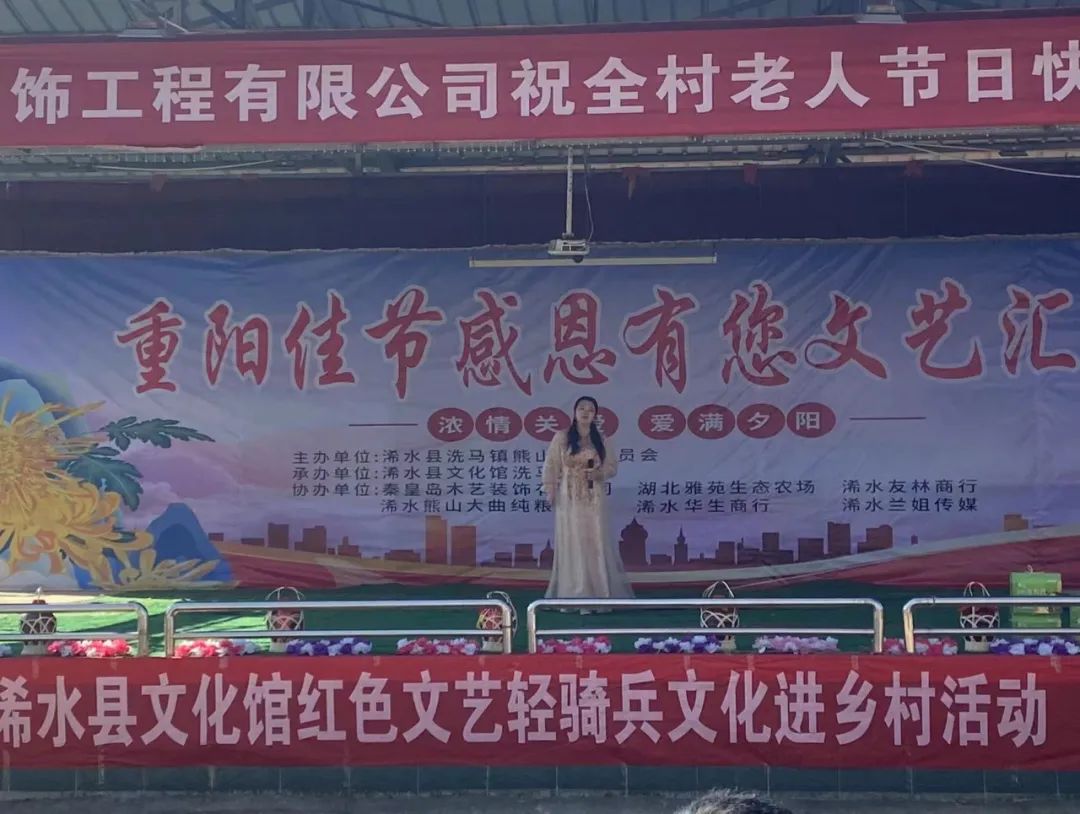 饰工程有限公司祝全村老人节日快
重阳佳节感恩有您文艺汇
浓情关爱 爱满夕阳
主办单位:浠水县洗马镇熊山 员会
承办单位:浠水县文化馆洗马
协办单位:秦皇岛木艺装饰 司 湖北雅苑生态农场 浠水友林商行
浠水熊山大曲纯粮 浠水华生商行 浠水兰姐传媒
浠水县文化馆红色文艺轻骑兵文化进乡村活动